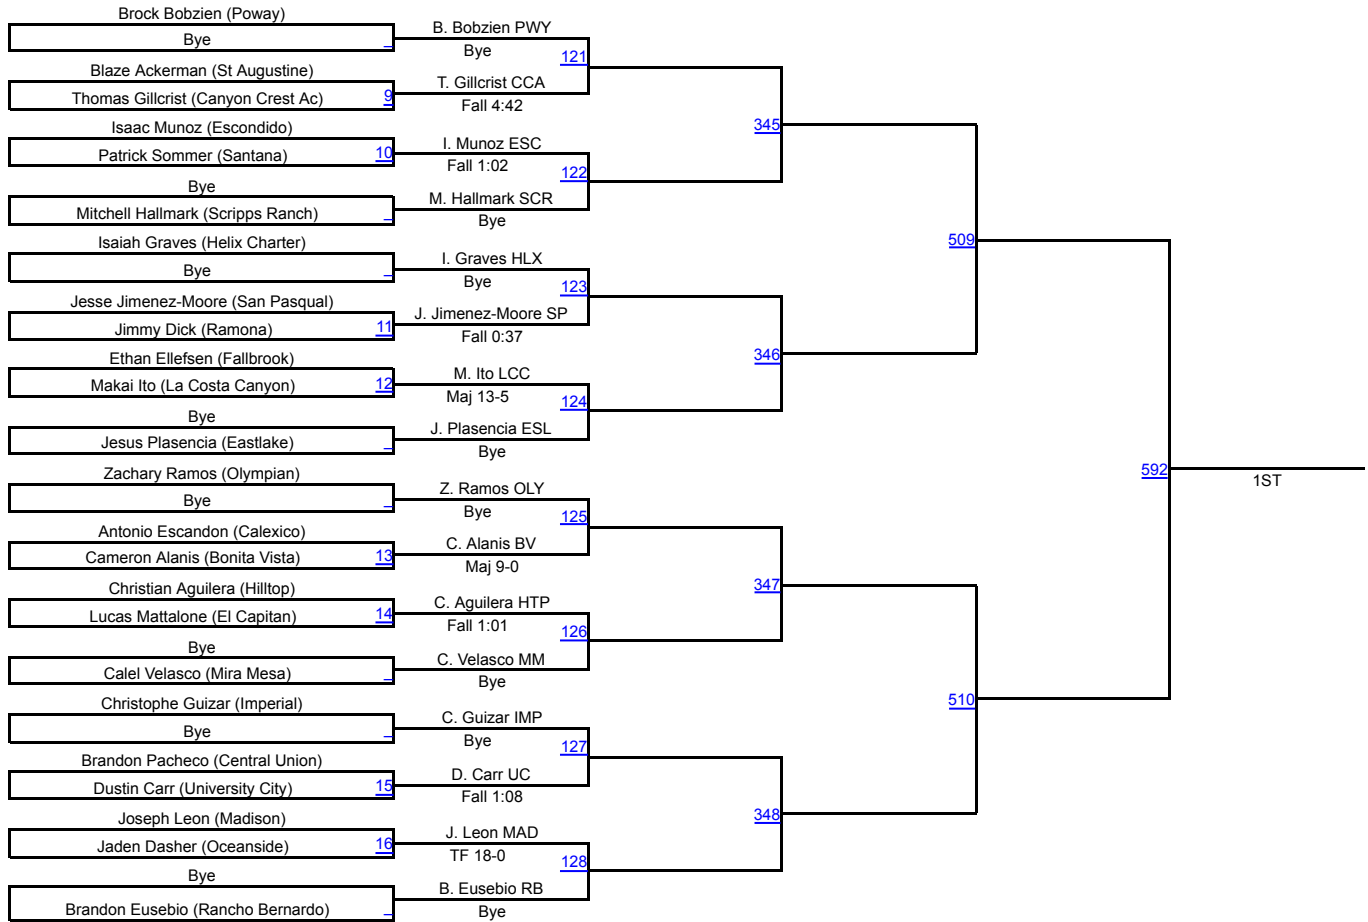 Brock Bobzien (Poway)
Bye
Blaze Ackerman (St Augustine)
Thomas Gillcrist (Canyon Crest Ac) 9
Isaac Munoz (Escondido)
Patrick Sommer (Santana) 10
Bye
Mitchell Hallmark (Scripps Ranch)
Isaiah Graves (Helix Charter)
Bye
Jesse Jimenez-Moore (San Pasqual)
Jimmy Dick (Ramona) 11
Ethan Ellefsen (Fallbrook)
Makai Ito (La Costa Canyon) 12
Bye
Jesus Plasencia (Eastlake)
Zachary Ramos (Olympian)
Bye
Antonio Escandon (Calexico)
Cameron Alanis (Bonita Vista) 13
Christian Aguilera (Hilltop)
Lucas Mattalone (El Capitan) 14
Bye
Calel Velasco (Mira Mesa)
Christophe Guizar (Imperial)
Bye
Brandon Pacheco (Central Union)
Dustin Carr (University City) 15
Joseph Leon (Madison)
Jaden Dasher (Oceanside) 16
Bye
Brandon Eusebio (Rancho Bernardo)
B. Bobzien PWY
Bye
121
T. Gillcrist CCA
Fall 4:42
I. Munoz ESC
Fall 1:02
122
M. Hallmark SCR
Bye
I. Graves HLX
Bye
123
J. Jimenez-Moore SP
Fall 0:37
M. Ito LCC
Maj 13-5
124
J. Plasencia ESL
Bye
Z. Ramos OLY
Bye
125
C. Alanis BV
Maj 9-0
C. Aguilera HTP
Fall 1:01
126
C. Velasco MM
Bye
C. Guizar IMP
Bye
127
D. Carr UC
Fall 1:08
J. Leon MAD
TF 18-0
128
B. Eusebio RB
Bye
345
346
347
348
509
510
592
1ST